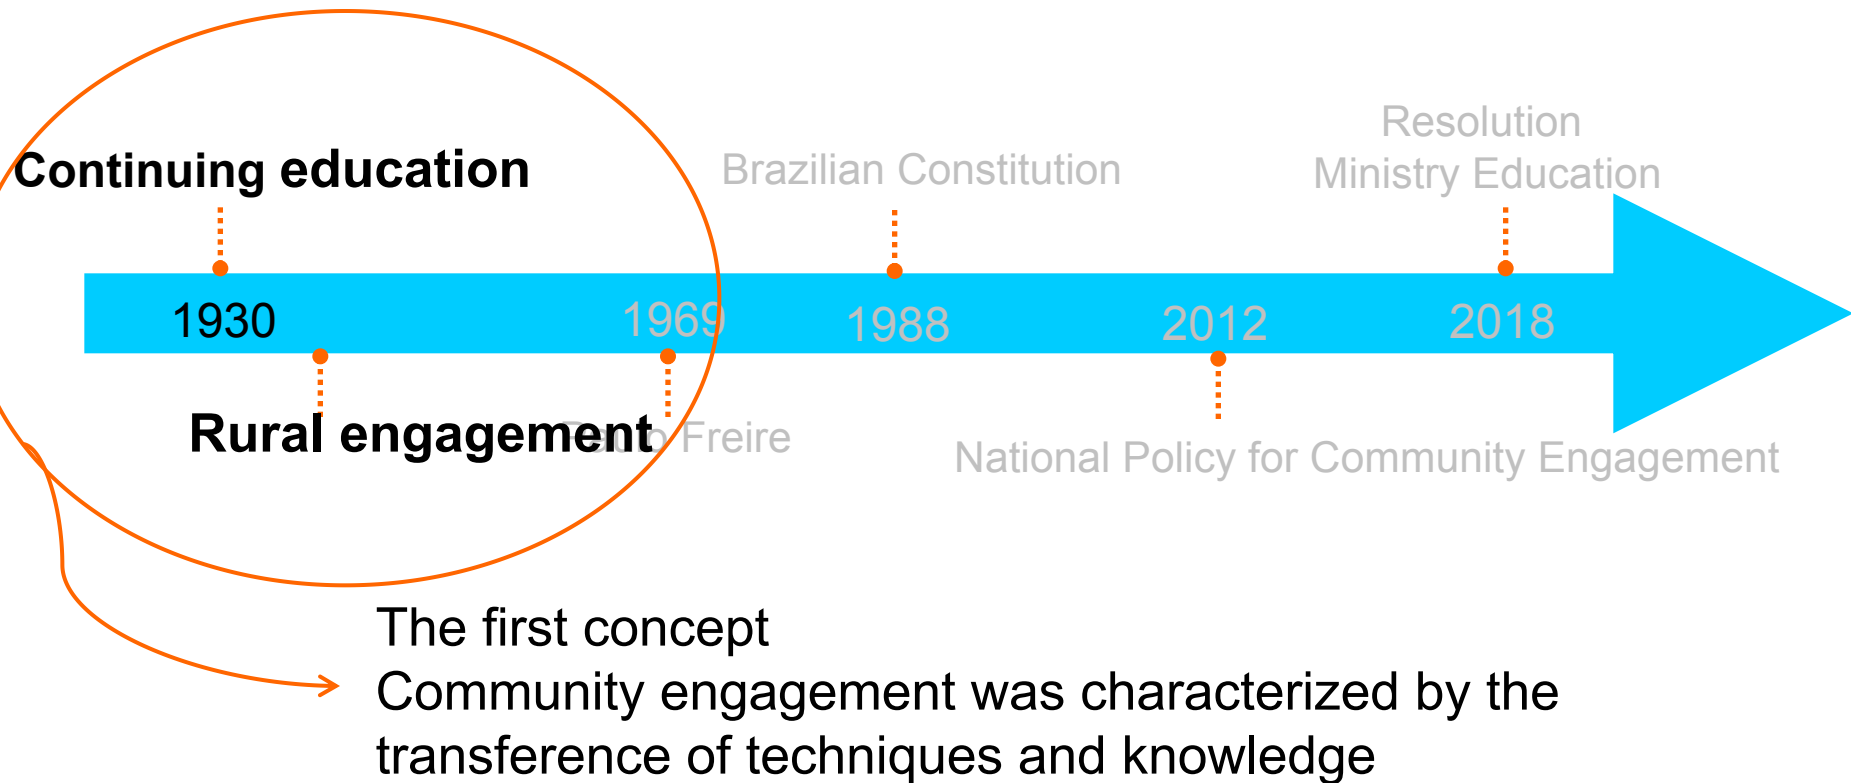 Resolution
Ministry Education
Continuing education
Brazilian Constitution
1930
1969
1988
2012
2018
Rural engagement
Paulo Freire
National Policy for Community Engagement
The first concept
Community engagement was characterized by the
transference of techniques and knowledge